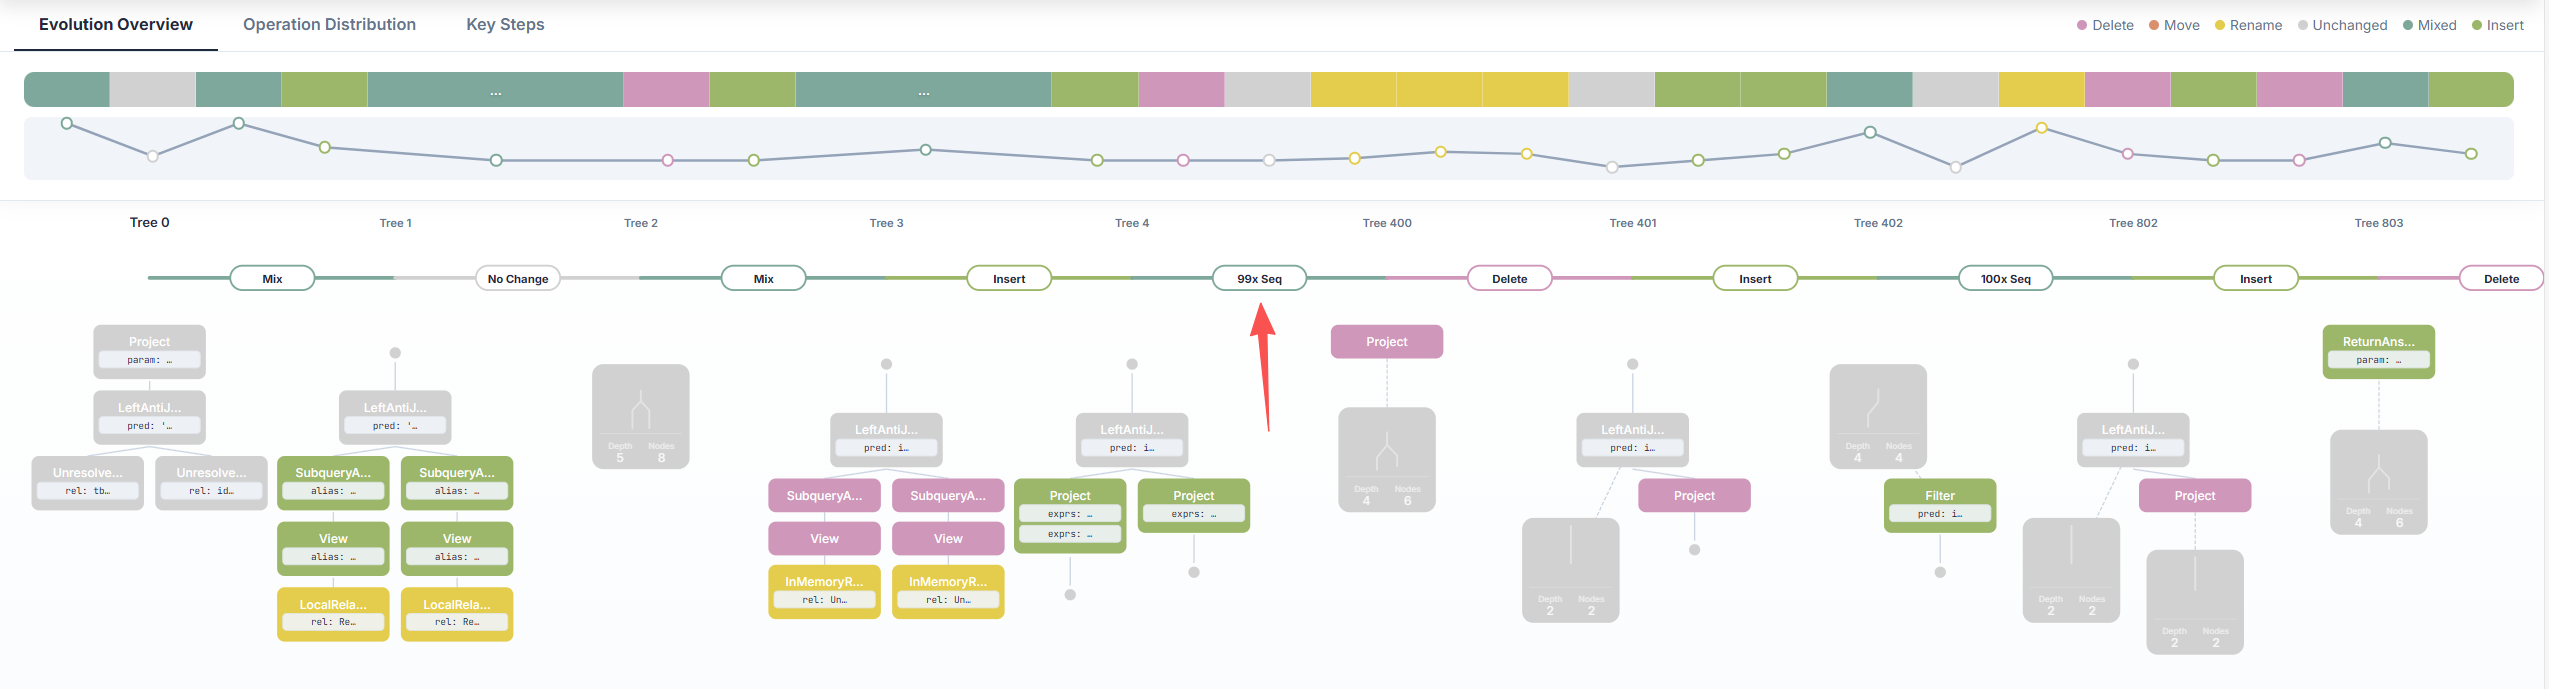 Evolution Overview
Operation Distribution
Key Steps
Delete
Move
Rename
Unchanged
Mixed
Insert
...
...
Tree 0
Tree 1
Tree 2
Tree 3
Tree 4
Tree 400
Tree 401
Tree 402
Tree 802
Tree 803
Mix
No Change
Mix
Insert
99x Seq
Delete
Insert
100x Seq
Insert
Delete
Project
param: …
LeftAntiJ...
pred: '…
Unresolve...
rel: tb…
Unresolve...
rel: id…
LeftAntiJ...
pred: '…
SubqueryA...
alias: …
SubqueryA...
alias: …
View
alias: …
View
alias: …
LocalRela...
rel: Re…
LocalRela...
rel: Re…
Depth Nodes
5 8
LeftAntiJ...
pred: i…
SubqueryA...
SubqueryA...
View
View
InMemoryR...
rel: Un…
InMemoryR...
rel: Un…
LeftAntiJ...
pred: i…
Project
exprs: …
exprs: …
Project
exprs: …
Project
Depth Nodes
4 6
LeftAntiJ...
pred: i…
Project
Depth Nodes
2 2
Depth Nodes
4 4
Filter
pred: i…
LeftAntiJ...
pred: i…
Project
Depth Nodes
2 2
Depth Nodes
2 2
ReturnAns...
param: …
Depth Nodes
4 6